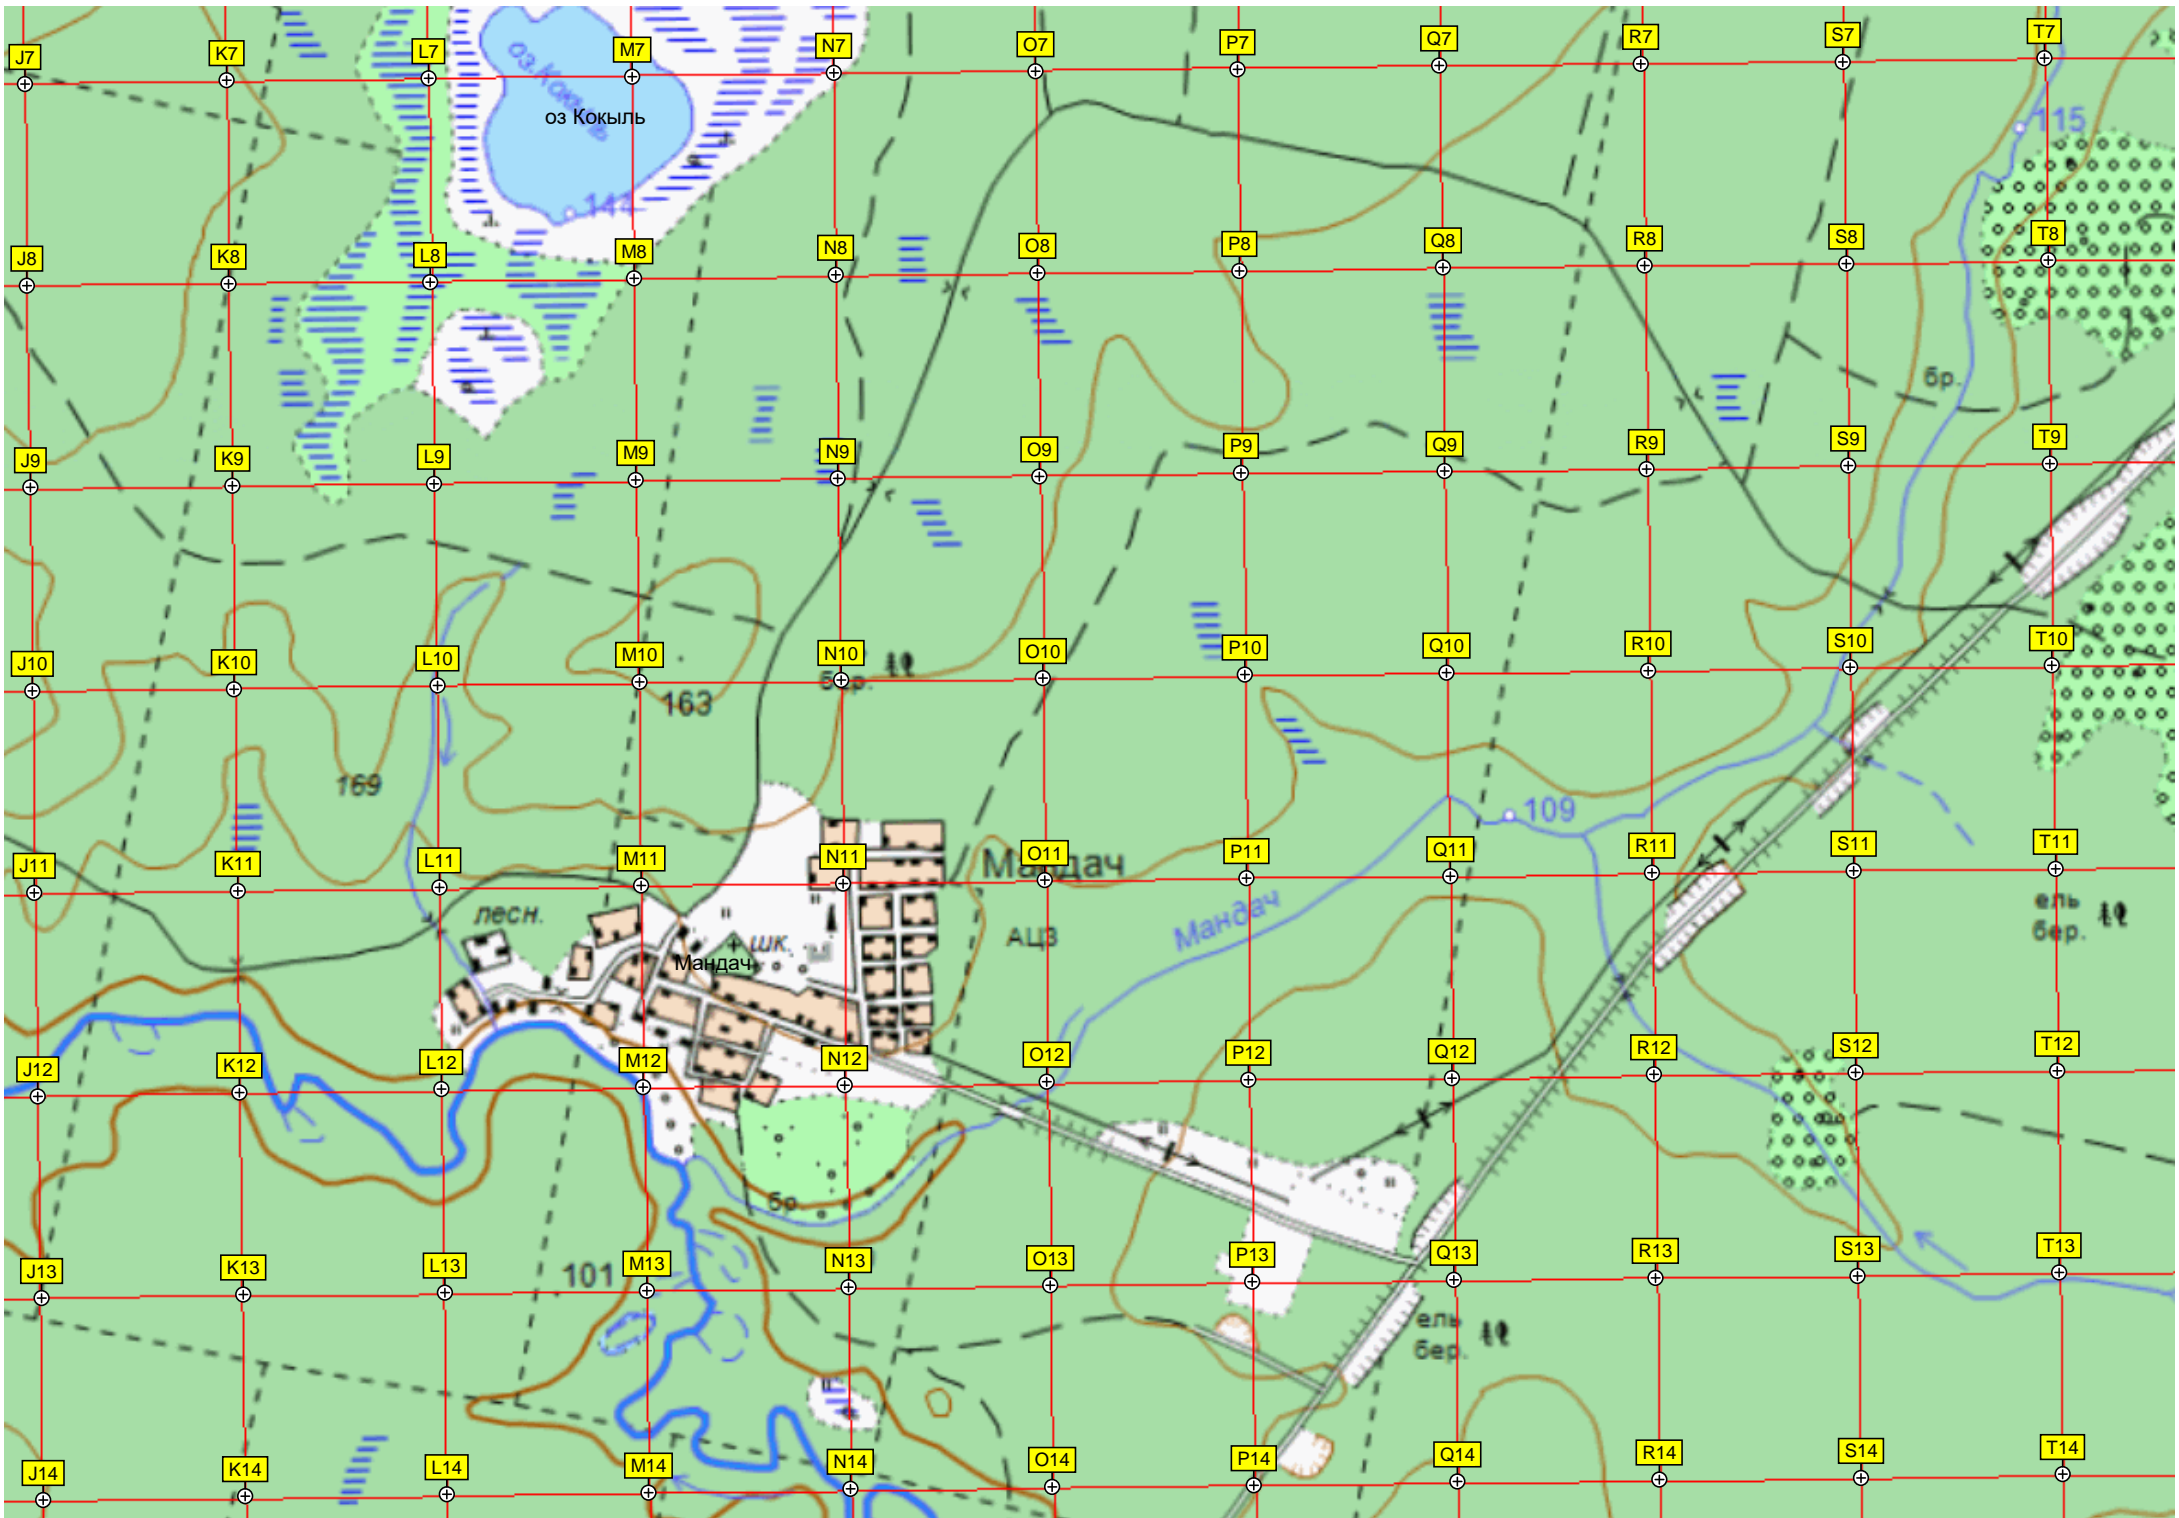 J7 K7 L7 M7 N7 O7 P7 Q7 R7 S7 T7
оз.Кокыль
оз Кокыль
115
144
J8 K8 L8 M8 N8 O8 P8 Q8 R8 S8 T8
бр.
J9 K9 L9 M9 N9 O9 P9 Q9 R9 S9 T9
J10 K10 L10 M10 N10 O10 P10 Q10 R10 S10 T10
бер.
163
169
109
J11 K11 L11 M11 N11 O11 P11 Q11 R11 S11 T11
Мандач
лесн.
Мандач
ель
бер.
шк.
АЦЗ
Мандач
J12 K12 L12 M12 N12 O12 P12 Q12 R12 S12 T12
бр.
J13 K13 L13 M13 N13 O13 P13 Q13 R13 S13 T13
101
ель
бер.
J14 K14 L14 M14 N14 O14 P14 Q14 R14 S14 T14